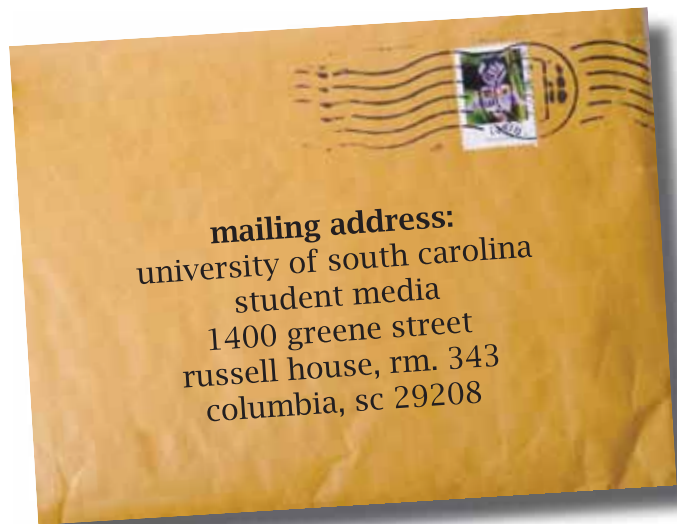 mailing address:
university of south carolina
student media
1400 greene street
russell house, rm. 343
columbia, sc 29208